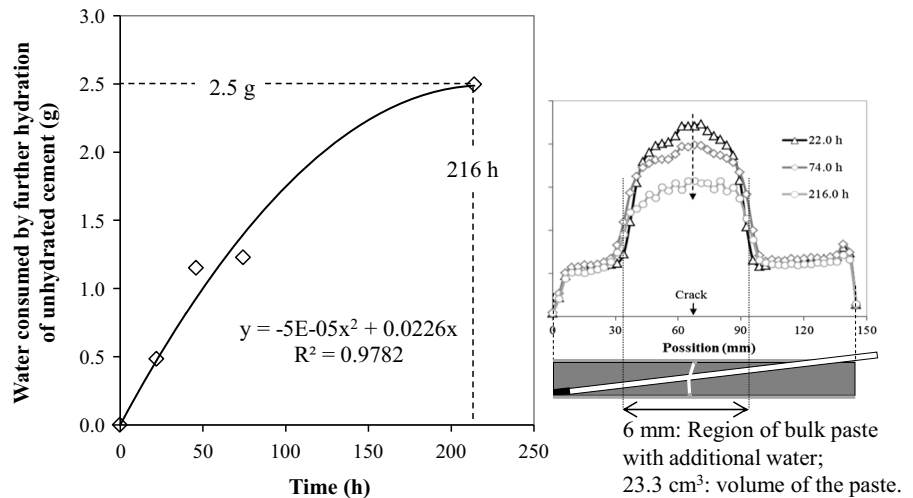 Water consumed by further hydration
of unhydrated cement (g)
3.0
2.5
2.0
1.5
1.0
0.5
0.0
2.5 g
216 h
y = -5E-05x² + 0.0226x
R² = 0.9782
0 50 100 150 200 250
Time (h)
22.0 h
74.0 h
216.0 h
Crack
0 30 60 90 120 150
Possition (mm)
6 mm: Region of bulk paste
with additional water;
23.3 cm³: volume of the paste.